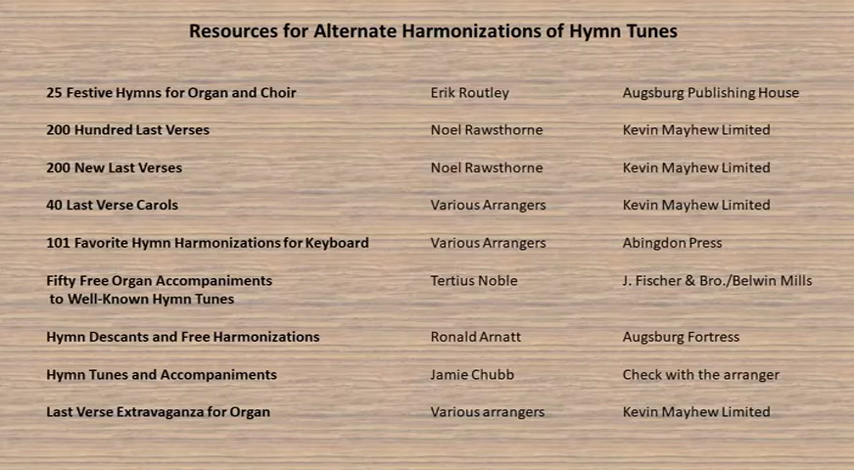 Resources for Alternate Harmonizations of Hymn Tunes
25 Festive Hymns for Organ and Choir Erik Routley Augsburg Publishing House
200 Hundred Last Verses Noel Rawsthorne Kevin Mayhew Limited
200 New Last Verses Noel Rawsthorne Kevin Mayhew Limited
40 Last Verse Carols Various Arrangers Kevin Mayhew Limited
101 Favorite Hymn Harmonizations for Keyboard Various Arrangers Abingdon Press
Fifty Free Organ Accompaniments Tertius Noble J. Fischer & Bro./Belwin Mills
to Well-Known Hymn Tunes
Hymn Descants and Free Harmonizations Ronald Arnatt Augsburg Fortress
Hymn Tunes and Accompaniments Jamie Chubb Check with the arranger
Last Verse Extravaganza for Organ Various arrangers Kevin Mayhew Limited